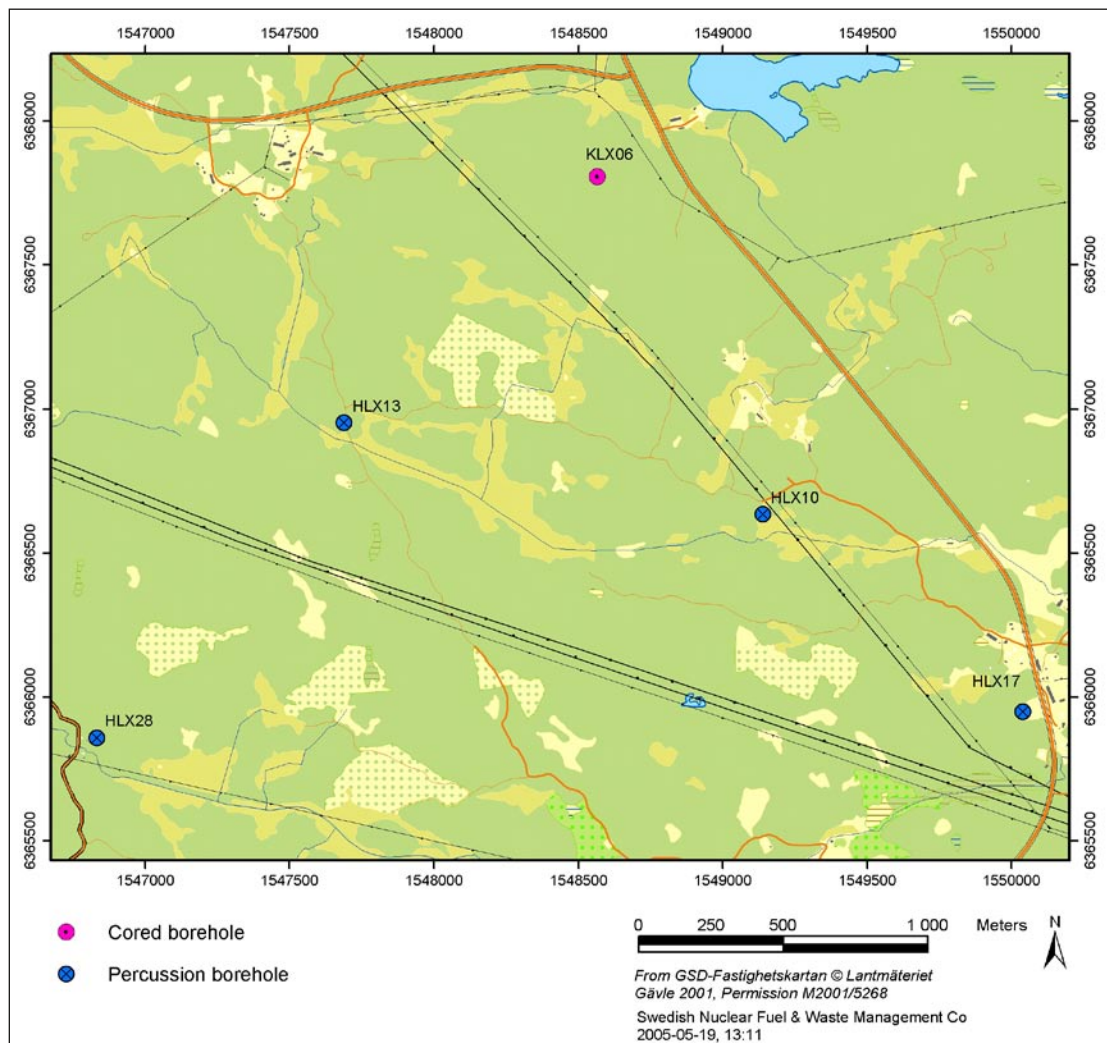 1547000 1547500 1548000 1548500 1549000 1549500 1550000
6368000 6368000
KLX06
6367500 6367500
6367000 6367000
HLX13
HLX10
6366500 6366500
HLX17
6366000 6366000
HLX28
6365500 6365500
1547000 1547500 1548000 1548500 1549000 1549500 1550000
Cored borehole
Percussion borehole
0 250 500 1 000 Meters N
From GSD-Fastighetskartan © Lantmäteriet
Gävle 2001, Permission M2001/5268
Swedish Nuclear Fuel & Waste Management Co
2005-05-19, 13:11